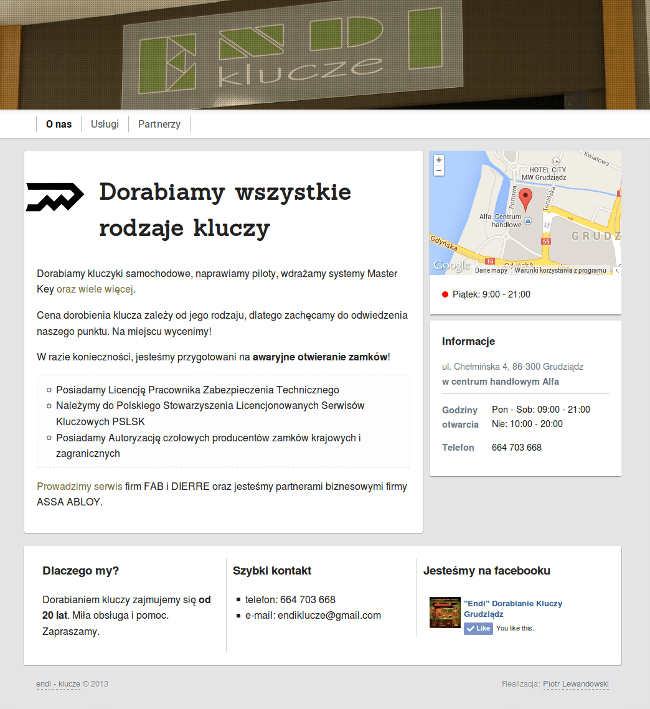 ENDI
klucze
O nas
Usługi
Partnerzy
Dorabiamy wszystkie
rodzaje kluczy
Dorabiamy kluczyki samochodowe, naprawiamy piloty, wdrażamy systemy Master
Key oraz wiele więcej.
Cena dorobienia klucza zależy od jego rodzaju, dlatego zachęcamy do odwiedzenia
naszego punktu. Na miejscu wycenimy!
W razie konieczności, jesteśmy przygotowani na awaryjne otwieranie zamków!
Posiadamy Licencję Pracownika Zabezpieczenia Technicznego
Należymy do Polskiego Stowarzyszenia Licencjonowanych Serwisów
Kluczowych PSLSK
Posiadamy Autoryzację czołowych producentów zamków krajowych i
zagranicznych
Prowadzimy serwis firm FAB i DIERRE oraz jesteśmy partnerami biznesowymi firmy
ASSA ABLOY.
+
−
Kwiatowa
HOTEL CITY
MW Grudziądz
Portowa
Toruńska
Alfa. Centrum
handlowe
55
GRUDZ
Gdyńska
16
55
Google
Dane mapy
Warunki korzystania z programu
Piątek: 9:00 - 21:00
Informacje
ul. Chełmińska 4, 86-300 Grudziądz
w centrum handlowym Alfa
Godziny otwarcia
Pon - Sob: 09:00 - 21:00
Nie: 10:00 - 20:00
Telefon
664 703 668
Dlaczego my?
Dorabianiem kluczy zajmujemy się od
20 lat. Miła obsługa i pomoc.
Zapraszamy.
Szybki kontakt
telefon: 664 703 668
e-mail: endiklucze@gmail.com
Jesteśmy na facebooku
"Endi" Dorabianie Kluczy
Grudziądz
Like
You like this.
endi - klucze © 2013
Realizacja: Piotr Lewandowski